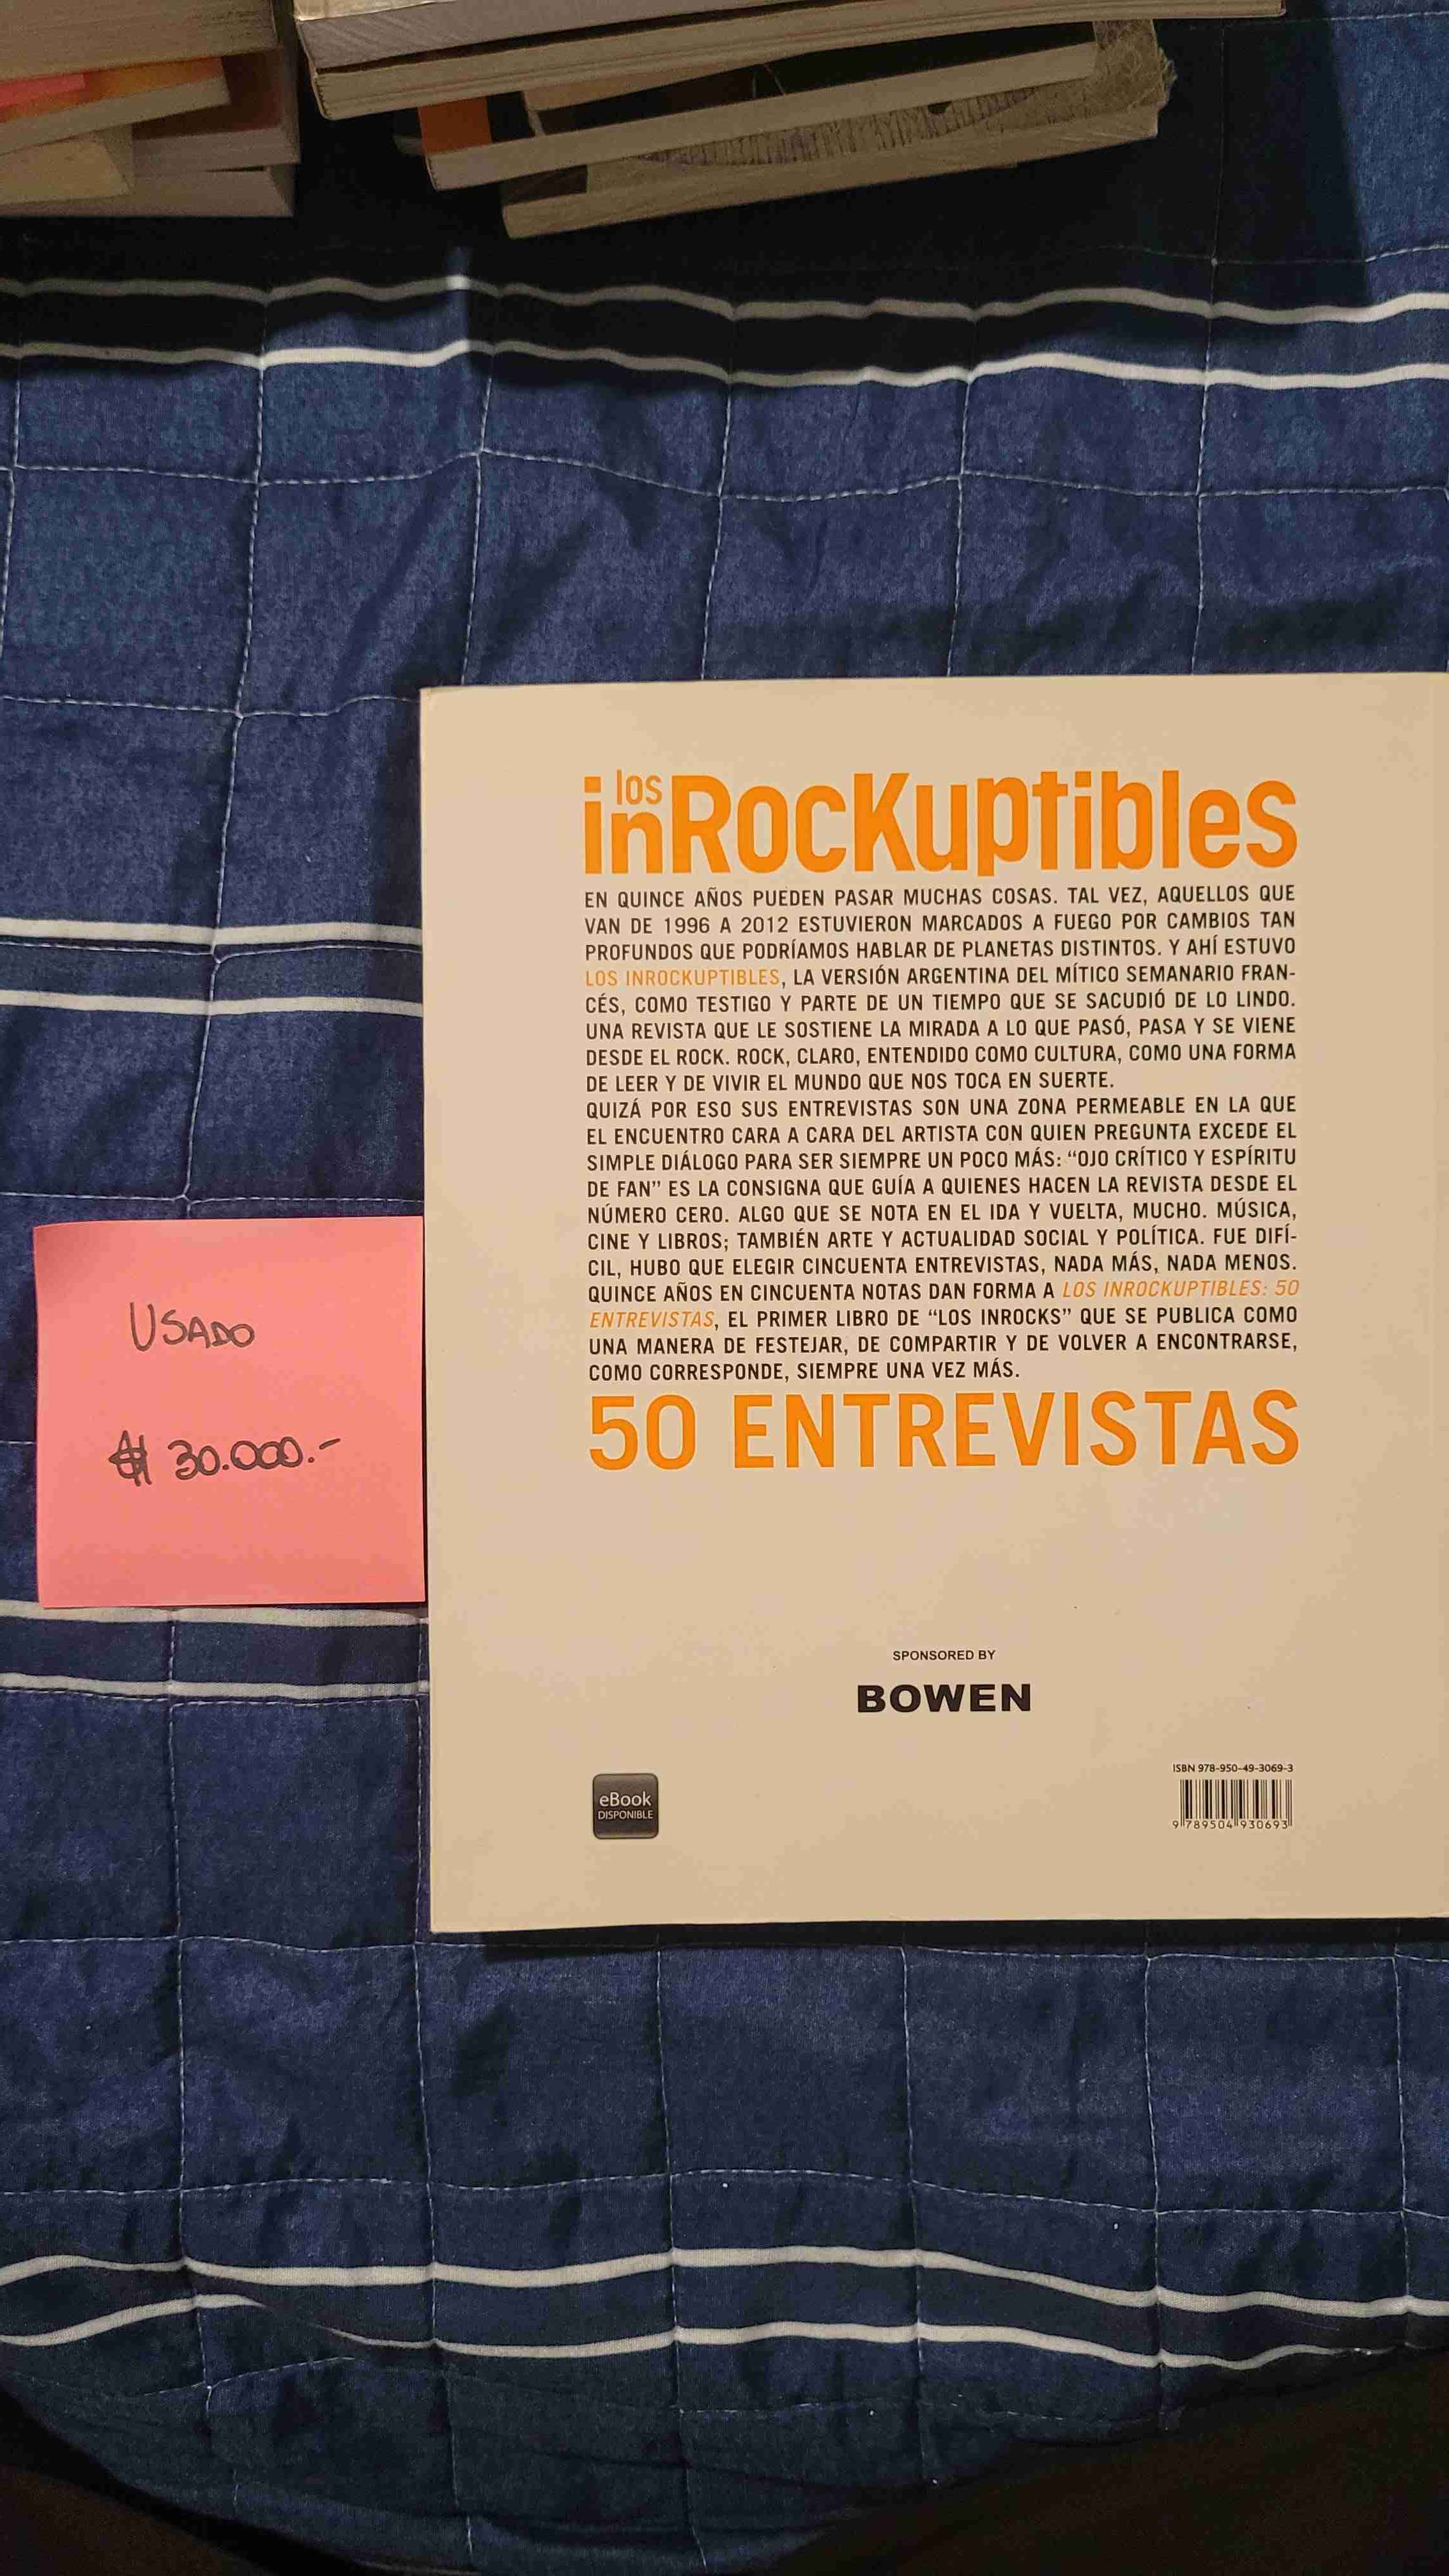 los
inRocKuptibles
EN QUINCE AÑOS PUEDEN PASAR MUCHAS COSAS. TAL VEZ, AQUELLOS QUE
VAN DE 1996 A 2012 ESTUVIERON MARCADOS A FUEGO POR CAMBIOS TAN
PROFUNDOS QUE PODRÍAMOS HABLAR DE PLANETAS DISTINTOS. Y AHÍ ESTUVO
LOS INROCKUPTIBLES, LA VERSIÓN ARGENTINA DEL MÍTICO SEMANARIO FRAN-
CÉS, COMO TESTIGO Y PARTE DE UN TIEMPO QUE SE SACUDIÓ DE LO LINDO.
UNA REVISTA QUE LE SOSTIENE LA MIRADA A LO QUE PASÓ, PASA Y SE VIENE
DESDE EL ROCK. ROCK, CLARO, ENTENDIDO COMO CULTURA, COMO UNA FORMA
DE LEER Y DE VIVIR EL MUNDO QUE NOS TOCA EN SUERTE.
QUIZÁ POR ESO SUS ENTREVISTAS SON UNA ZONA PERMEABLE EN LA QUE
EL ENCUENTRO CARA A CARA DEL ARTISTA CON QUIEN PREGUNTA EXCEDE EL
SIMPLE DIÁLOGO PARA SER SIEMPRE UN POCO MÁS: “OJO CRÍTICO Y ESPÍRITU
DE FAN” ES LA CONSIGNA QUE GUÍA A QUIENES HACEN LA REVISTA DESDE EL
NÚMERO CERO. ALGO QUE SE NOTA EN EL IDA Y VUELTA, MUCHO. MÚSICA,
CINE Y LIBROS; TAMBIÉN ARTE Y ACTUALIDAD SOCIAL Y POLÍTICA. FUE DIFÍ-
CIL, HUBO QUE ELEGIR CINCUENTA ENTREVISTAS, NADA MÁS, NADA MENOS.
QUINCE AÑOS EN CINCUENTA NOTAS DAN FORMA A LOS INROCKUPTIBLES: 50
ENTREVISTAS, EL PRIMER LIBRO DE “LOS INROCKS” QUE SE PUBLICA COMO
UNA MANERA DE FESTEJAR, DE COMPARTIR Y DE VOLVER A ENCONTRARSE,
COMO CORRESPONDE, SIEMPRE UNA VEZ MÁS.
50 ENTREVISTAS
USADO
$ 30.000.-
SPONSORED BY
BOWEN
eBook
DISPONIBLE
ISBN 978-950-49-3069-3
9 789504 930693